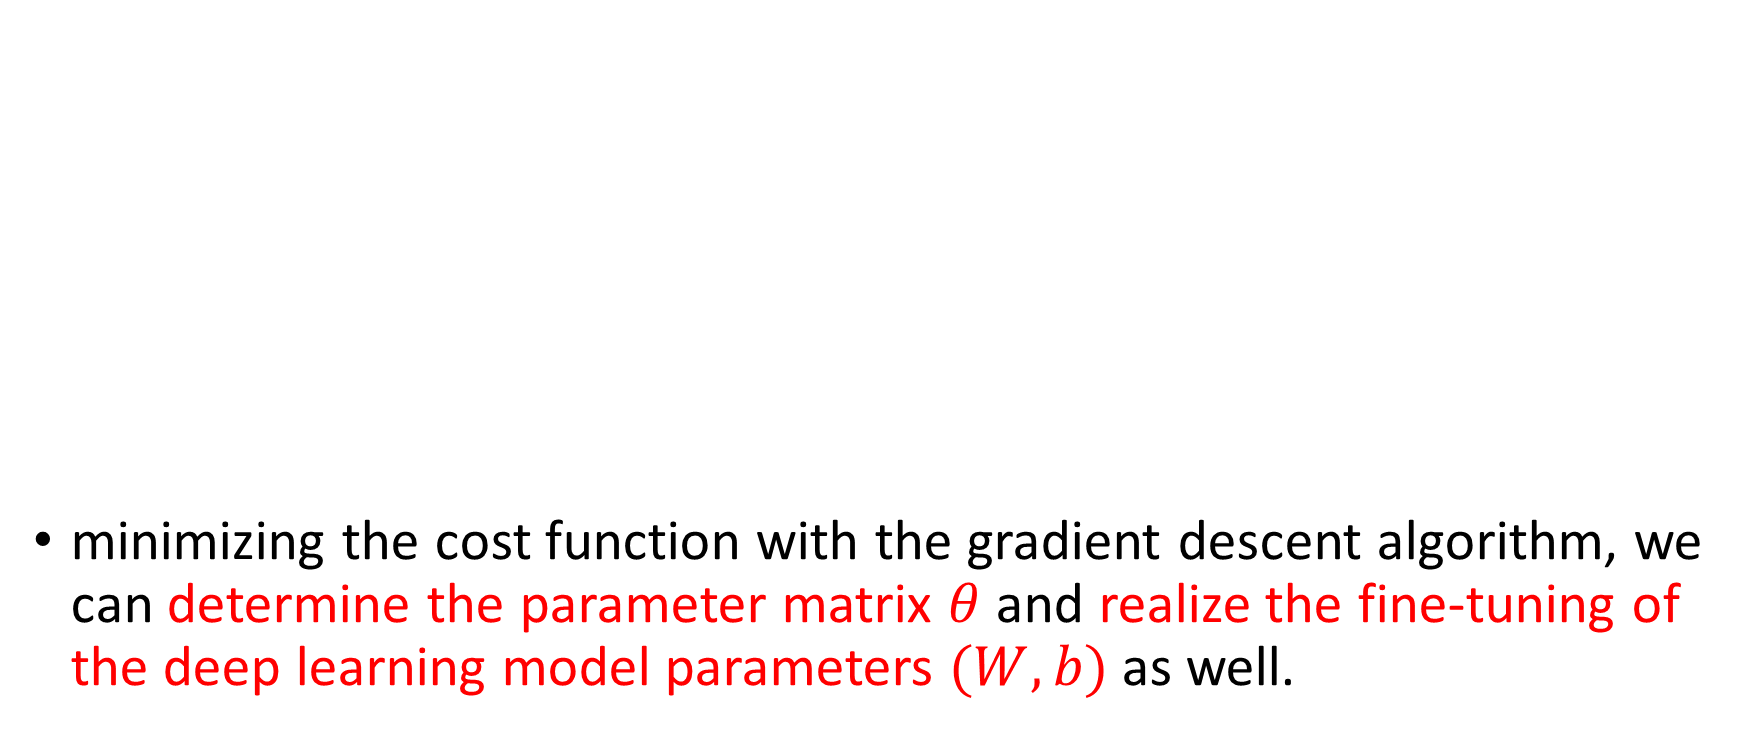 • minimizing the cost function with the gradient descent algorithm, we
can determine the parameter matrix θ and realize the fine-tuning of
the deep learning model parameters (W, b) as well.